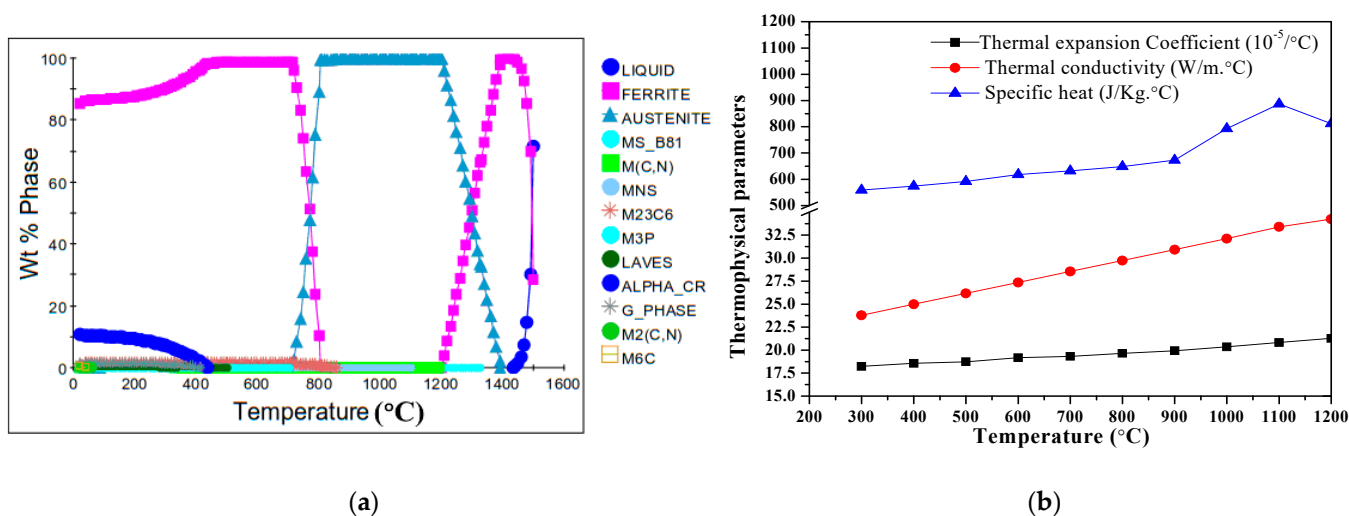 100
80
60
40
20
0
Wt % Phase
0 200 400 600 800 1000 1200 1400 1600
Temperature (°C)
LIQUID
FERRITE
AUSTENITE
MS_B81
M(C,N)
MNS
M23C6
M3P
LAVES
ALPHA_CR
G_PHASE
M2(C,N)
M6C
(a)
1200
1100
1000
900
800
700
600
500
32.5
30.0
27.5
25.0
22.5
20.0
17.5
15.0
Thermophysical parameters
Thermal expansion Coefficient (10⁻⁵/°C)
Thermal conductivity (W/m.°C)
Specific heat (J/Kg.°C)
200 300 400 500 600 700 800 900 1000 1100 1200
Temperature (°C)
(b)